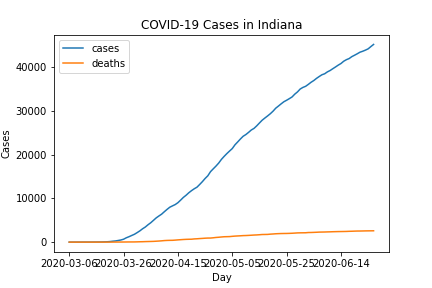 COVID-19 Cases in Indiana
cases
deaths
40000
30000
20000
10000
0
Cases
2020-03-06 2020-03-26 2020-04-15 2020-05-05 2020-05-25 2020-06-14
Day